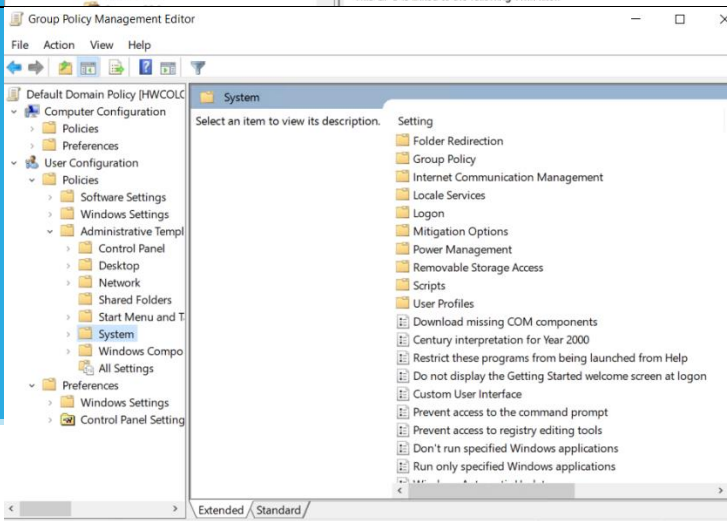 Group Policy Management Editor
File Action View Help
Default Domain Policy [HWCOLC
Computer Configuration
Policies
Preferences
User Configuration
Policies
Software Settings
Windows Settings
Administrative Templ
Control Panel
Desktop
Network
Shared Folders
Start Menu and T
System
Windows Compo
All Settings
Preferences
Windows Settings
Control Panel Setting
System
Select an item to view its description.
Setting
Folder Redirection
Group Policy
Internet Communication Management
Locale Services
Logon
Mitigation Options
Power Management
Removable Storage Access
Scripts
User Profiles
Download missing COM components
Century interpretation for Year 2000
Restrict these programs from being launched from Help
Do not display the Getting Started welcome screen at logon
Custom User Interface
Prevent access to the command prompt
Prevent access to registry editing tools
Don't run specified Windows applications
Run only specified Windows applications
Extended Standard